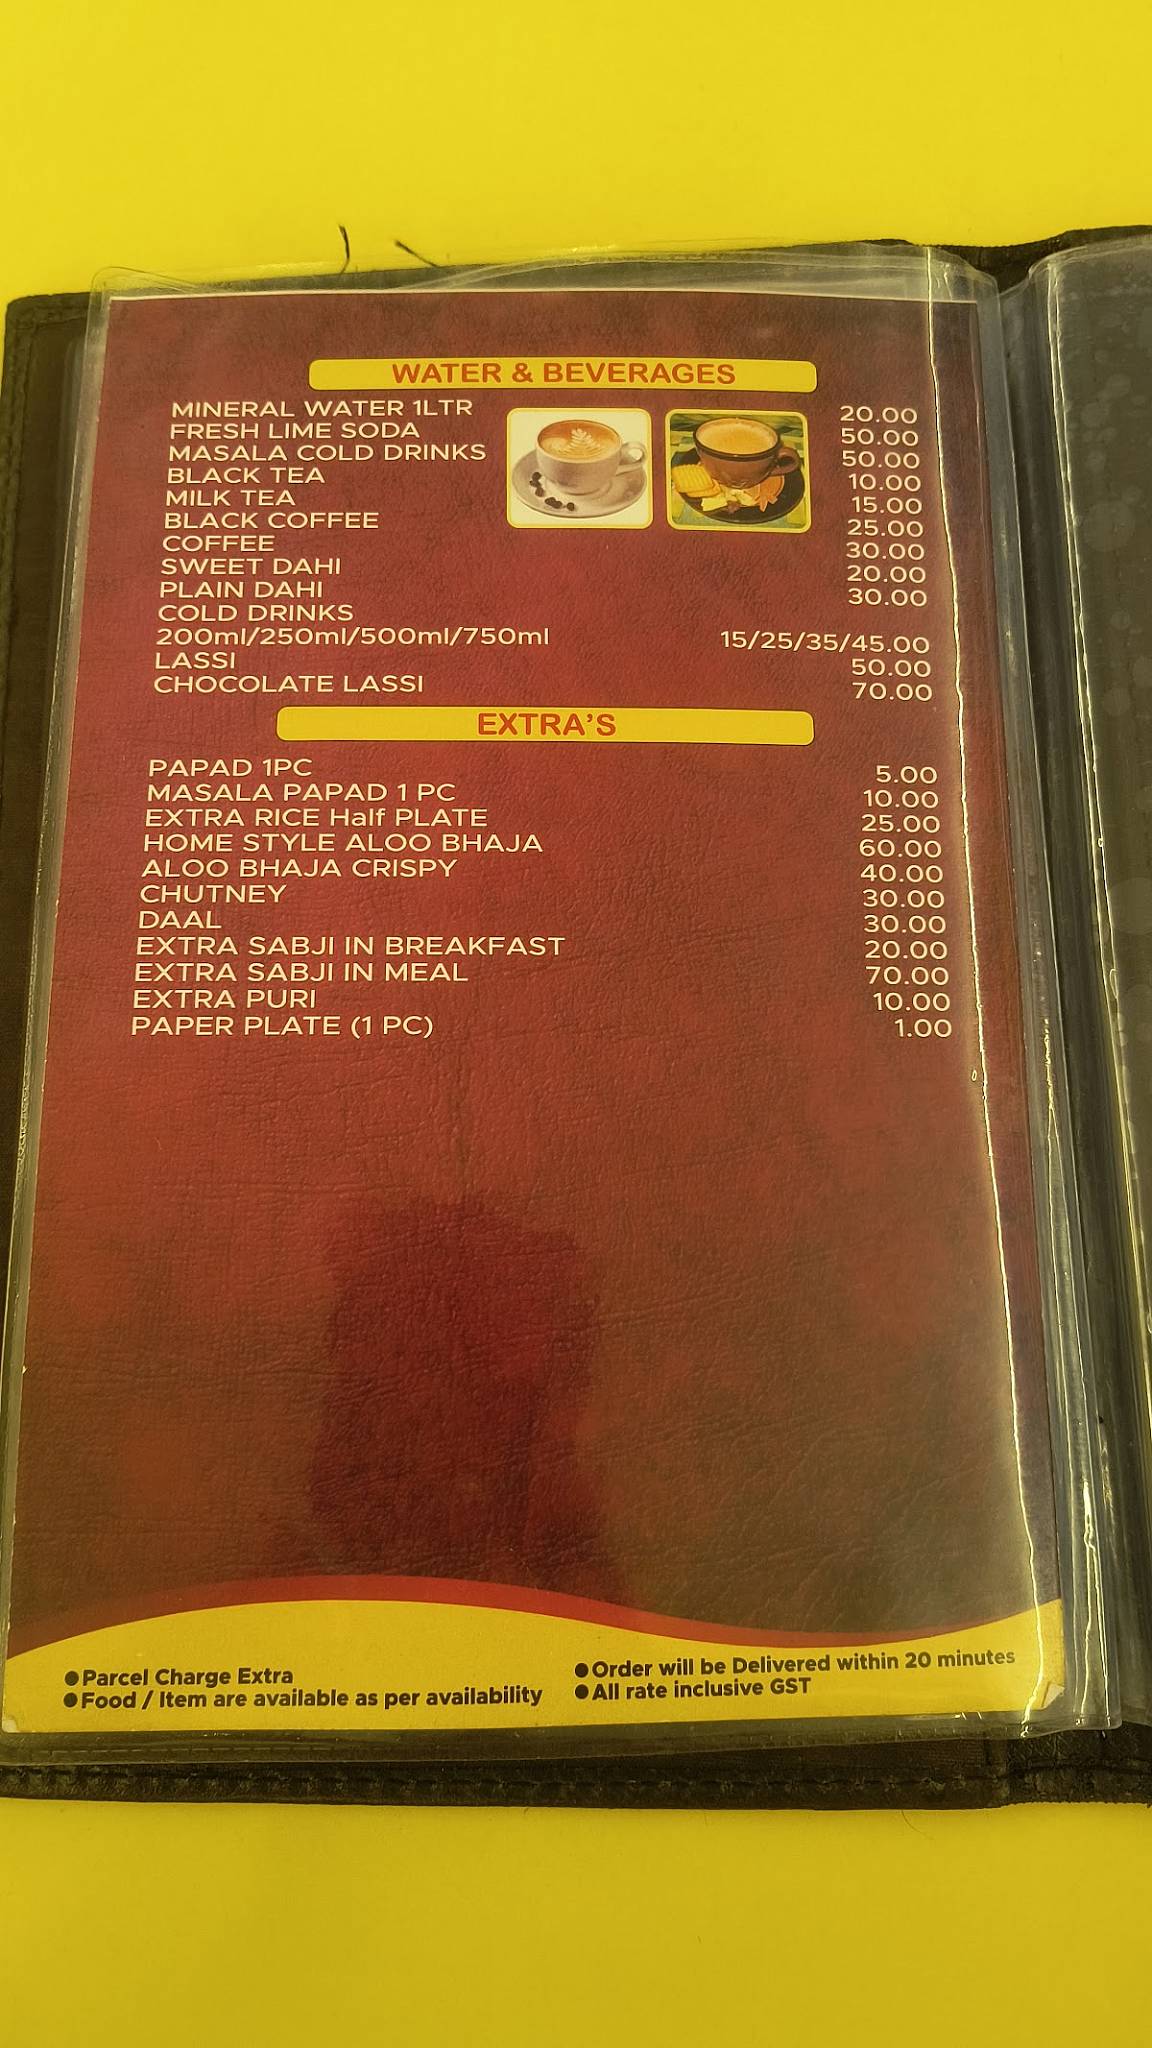 WATER & BEVERAGES
MINERAL WATER 1LTR 20.00
FRESH LIME SODA 50.00
MASALA COLD DRINKS 50.00
BLACK TEA 10.00
MILK TEA 15.00
BLACK COFFEE 25.00
COFFEE 30.00
SWEET DAHI 20.00
PLAIN DAHI 30.00
COLD DRINKS
200ml/250ml/500ml/750ml 15/25/35/45.00
LASSI 50.00
CHOCOLATE LASSI 70.00
EXTRA'S
PAPAD 1PC 5.00
MASALA PAPAD 1 PC 10.00
EXTRA RICE Half PLATE 25.00
HOME STYLE ALOO BHAJA 60.00
ALOO BHAJA CRISPY 40.00
CHUTNEY 30.00
DAAL 30.00
EXTRA SABJI IN BREAKFAST 20.00
EXTRA SABJI IN MEAL 70.00
EXTRA PURI 10.00
PAPER PLATE (1 PC) 1.00
●Parcel Charge Extra
●Food / Item are available as per availability
●Order will be Delivered within 20 minutes
●All rate inclusive GST